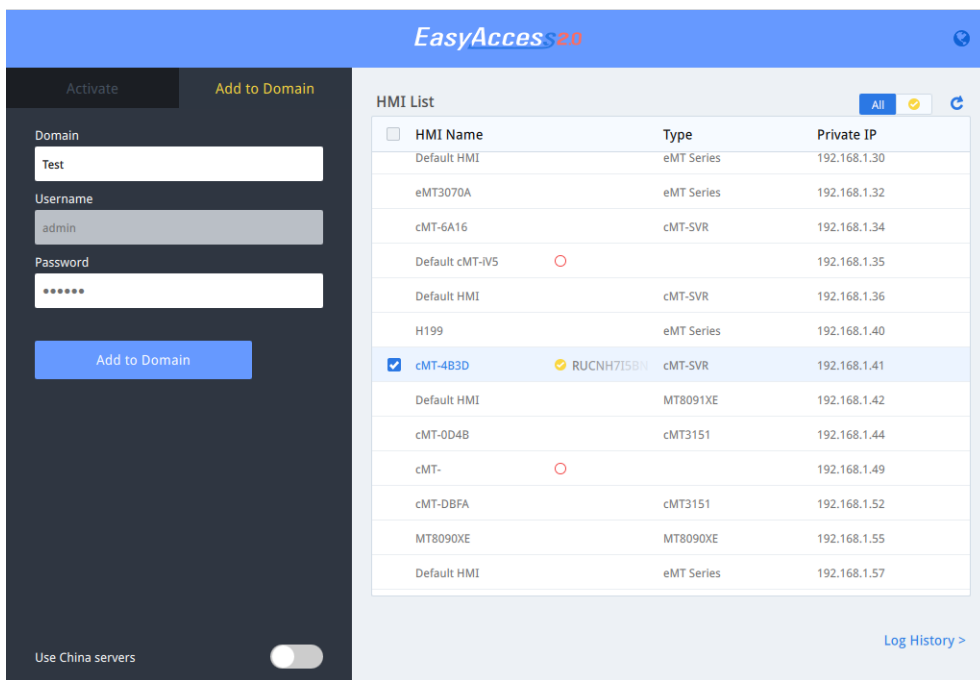 EasyAccess2.0
Activate Add to Domain
Domain
Test
Username
admin
Password
Add to Domain
Use China servers
HMI List
All
HMI Name Type Private IP
Default HMI eMT Series 192.168.1.30
eMT3070A eMT Series 192.168.1.32
cMT-6A16 cMT-SVR 192.168.1.34
Default cMT-iV5 192.168.1.35
Default HMI cMT-SVR 192.168.1.36
H199 eMT Series 192.168.1.40
cMT-4B3D cMT-SVR 192.168.1.41
Default HMI MT8091XE 192.168.1.42
cMT-0D4B cMT3151 192.168.1.44
cMT- 192.168.1.49
cMT-DBFA cMT3151 192.168.1.52
MT8090XE MT8090XE 192.168.1.55
Default HMI eMT Series 192.168.1.57
Log History >